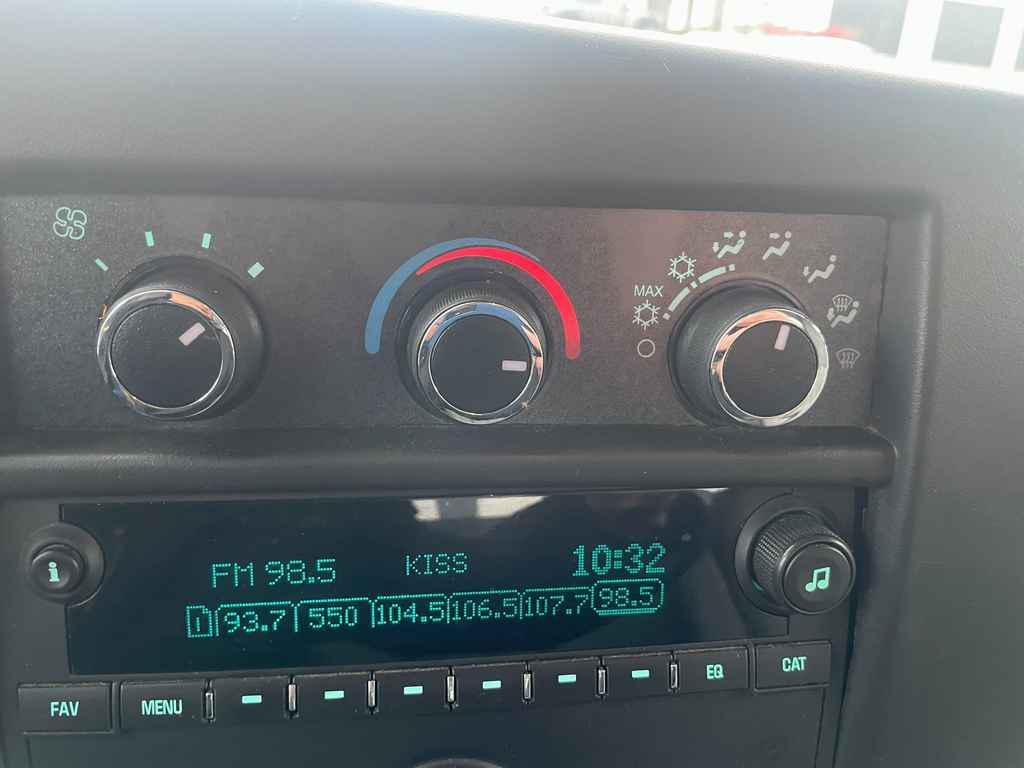 MAX
i
FM 98.5 KISS 10:32
1 93.7 550 104.5 106.5 107.7 98.5
FAV MENU EQ CAT